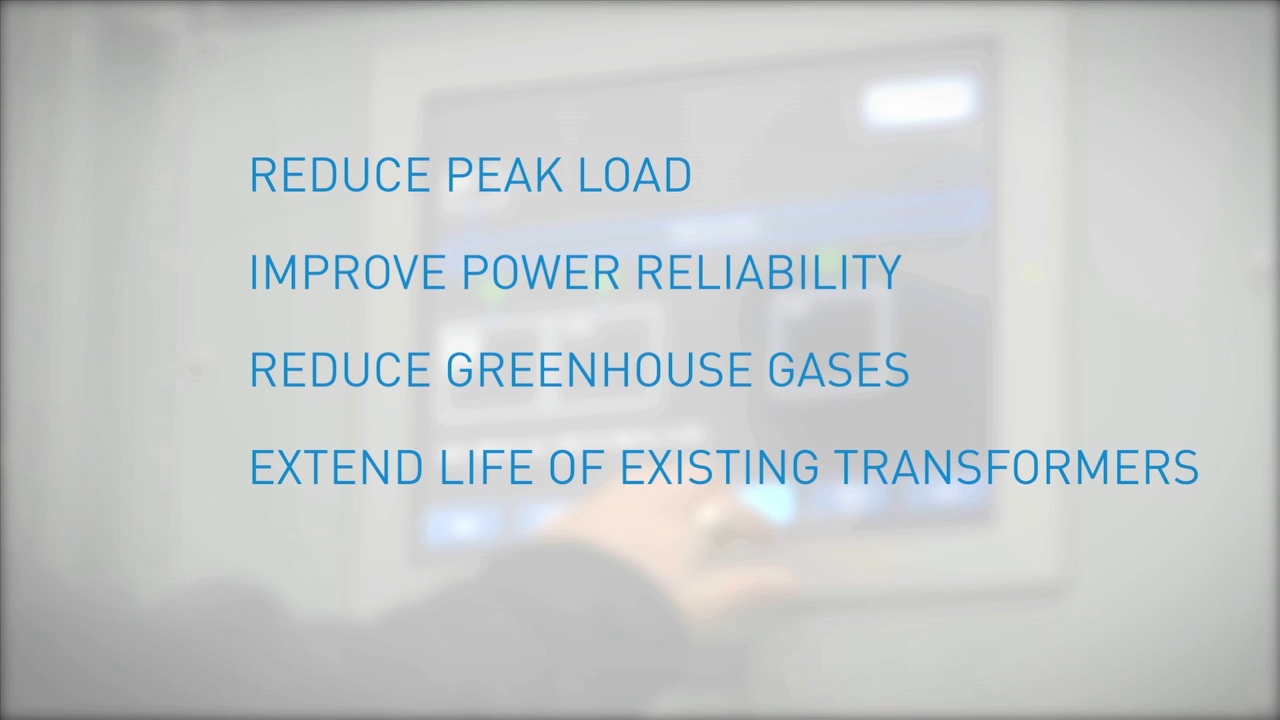 REDUCE PEAK LOAD
IMPROVE POWER RELIABILITY
REDUCE GREENHOUSE GASES
EXTEND LIFE OF EXISTING TRANSFORMERS